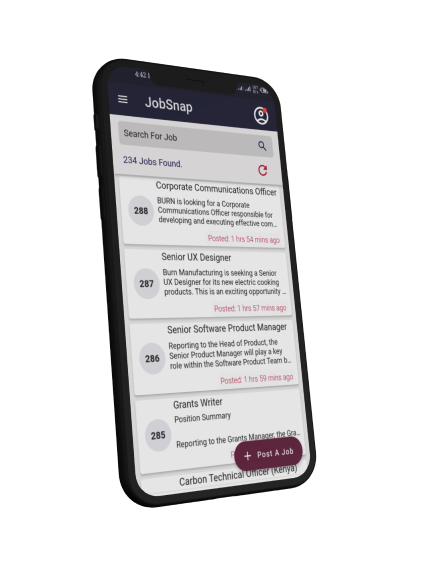 4:42
JobSnap
Search For Job
234 Jobs Found.
Corporate Communications Officer
288
BURN is looking for a Corporate
Communications Officer responsible for
developing and executing effective com...
Posted: 1 hrs 54 mins ago
Senior UX Designer
287
Burn Manufacturing is seeking a Senior
UX Designer for its new electric cooking
products. This is an exciting opportunity ...
Posted: 1 hrs 57 mins ago
Senior Software Product Manager
286
Reporting to the Head of Product, the
Senior Product Manager will play a key
role within the Software Product Team b...
Posted: 1 hrs 59 mins ago
Grants Writer
285
Position Summary
Reporting to the Grants Manager, the Gra...
+ Post A Job
Carbon Technical Officer (Kenya)